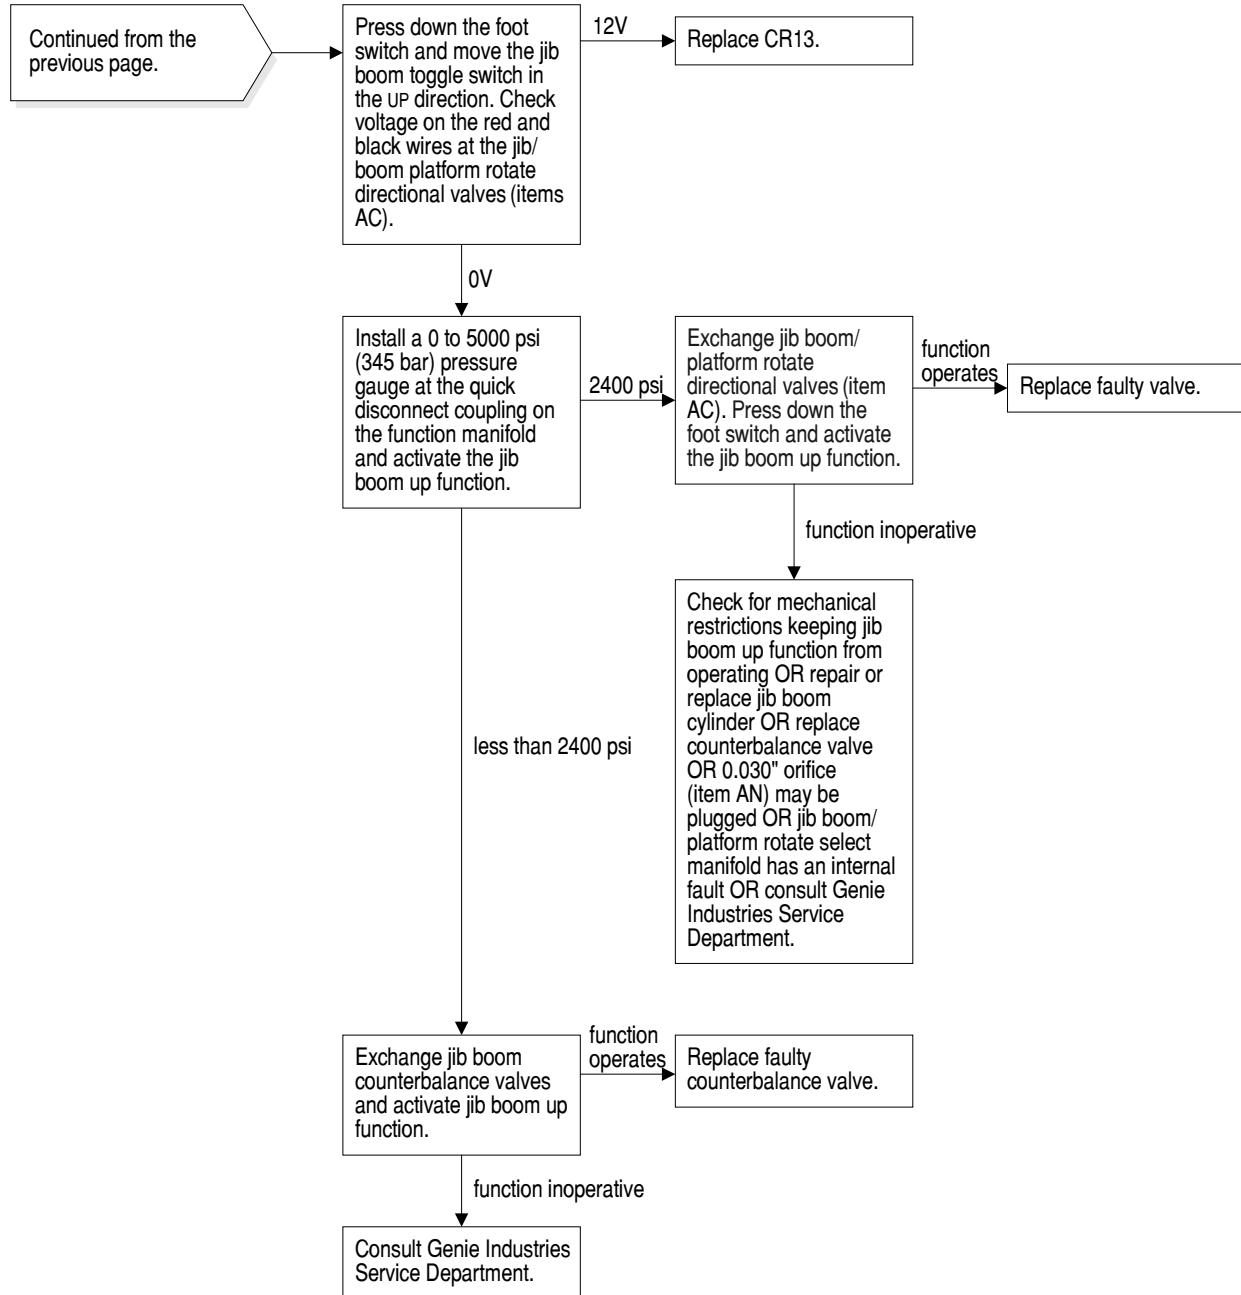 Continued from the
previous page.
Press down the foot
switch and move the jib
boom toggle switch in
the UP direction. Check
voltage on the red and
black wires at the jib/
boom platform rotate
directional valves (items
AC).
12V
Replace CR13.
0V
Install a 0 to 5000 psi
(345 bar) pressure
gauge at the quick
disconnect coupling on
the function manifold
and activate the jib
boom up function.
2400 psi
Exchange jib boom/
platform rotate
directional valves (item
AC). Press down the
foot switch and activate
the jib boom up function.
function
operates
Replace faulty valve.
function inoperative
Check for mechanical
restrictions keeping jib
boom up function from
operating OR repair or
replace jib boom
cylinder OR replace
counterbalance valve
OR 0.030" orifice
(item AN) may be
plugged OR jib boom/
platform rotate select
manifold has an internal
fault OR consult Genie
Industries Service
Department.
less than 2400 psi
Exchange jib boom
counterbalance valves
and activate jib boom up
function.
function
operates
Replace faulty
counterbalance valve.
function inoperative
Consult Genie Industries
Service Department.